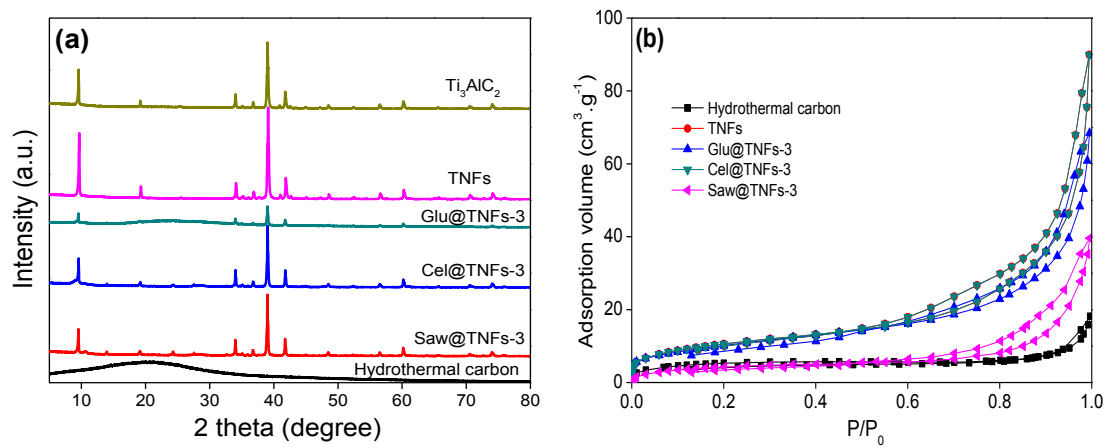 (a)
Ti3AlC2
TNFs
Glu@TNFs-3
Cel@TNFs-3
Saw@TNFs-3
Hydrothermal carbon
Intensity (a.u.)
10 20 30 40 50 60 70 80
2 theta (degree)
(b)
Hydrothermal carbon
TNFs
Glu@TNFs-3
Cel@TNFs-3
Saw@TNFs-3
Adsorption volume (cm³.g⁻¹)
100
80
60
40
20
0
0.0 0.2 0.4 0.6 0.8 1.0
P/P0